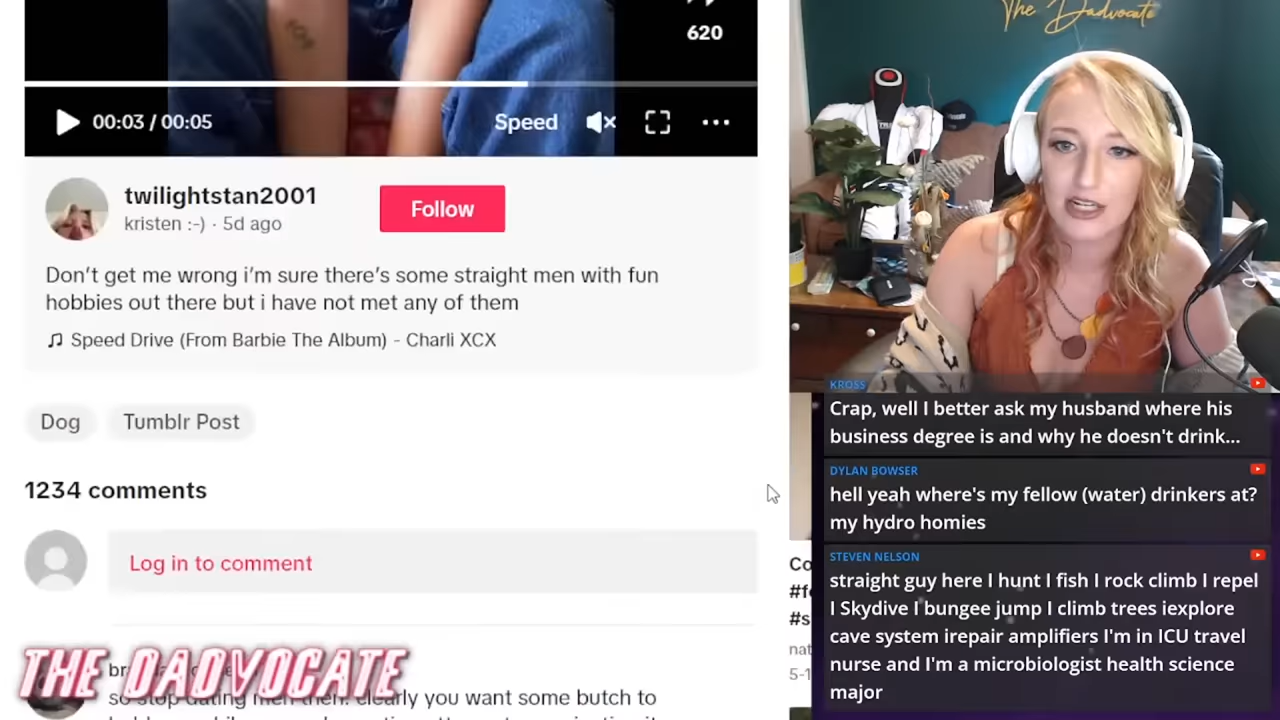 The Dadvocate
620
00:03 / 00:05
Speed
twilightstan2001
kristen :-) · 5d ago
Follow
Don't get me wrong i'm sure there's some straight men with fun
hobbies out there but i have not met any of them
Speed Drive (From Barbie The Album) - Charli XCX
Dog
Tumblr Post
1234 comments
Log in to comment
so stop dating men then. clearly you want some butch to
THE DADVOCATE
KROSS
Crap, well I better ask my husband where his
business degree is and why he doesn't drink...
DYLAN BOWSER
hell yeah where's my fellow (water) drinkers at?
my hydro homies
STEVEN NELSON
straight guy here I hunt I fish I rock climb I repel
I Skydive I bungee jump I climb trees iexplore
cave system irepair amplifiers I'm in ICU travel
nurse and I'm a microbiologist health science
major